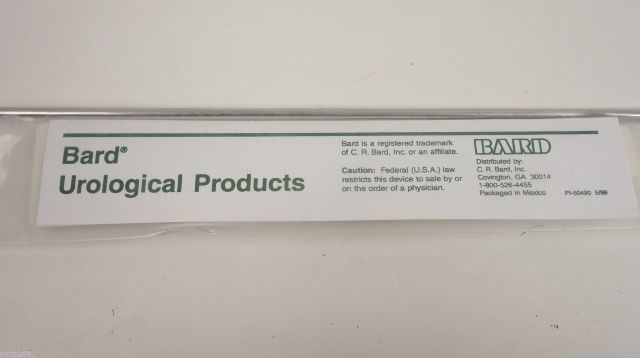 Bard®
Urological Products
Bard is a registered trademark
of C. R. Bard, Inc. or an affiliate.
Caution: Federal (U.S.A.) law
restricts this device to sale by or
on the order of a physician.
BARD
Distributed by:
C. R. Bard, Inc.
Covington, GA 30014
1-800-526-4455
Packaged in Mexico
PI-50490 5/99